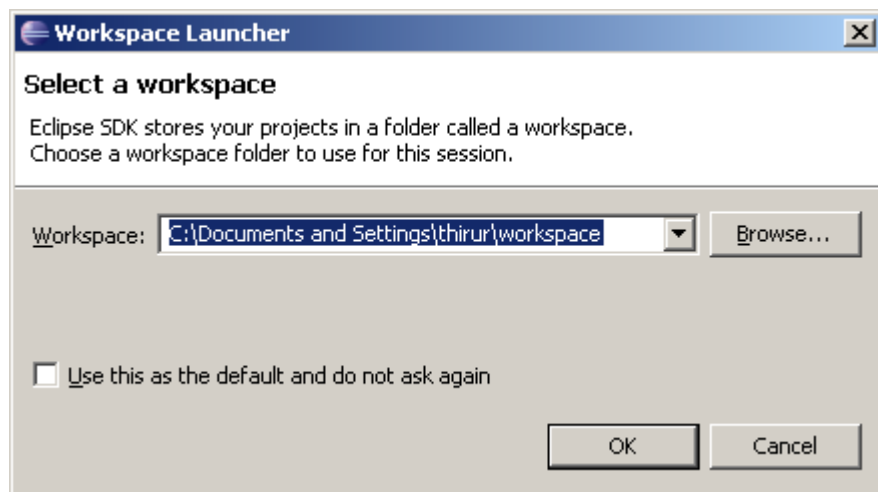 Workspace Launcher
Select a workspace
Eclipse SDK stores your projects in a folder called a workspace.
Choose a workspace folder to use for this session.
Workspace: C:\Documents and Settings\thirur\workspace Browse...
Use this as the default and do not ask again
OK Cancel